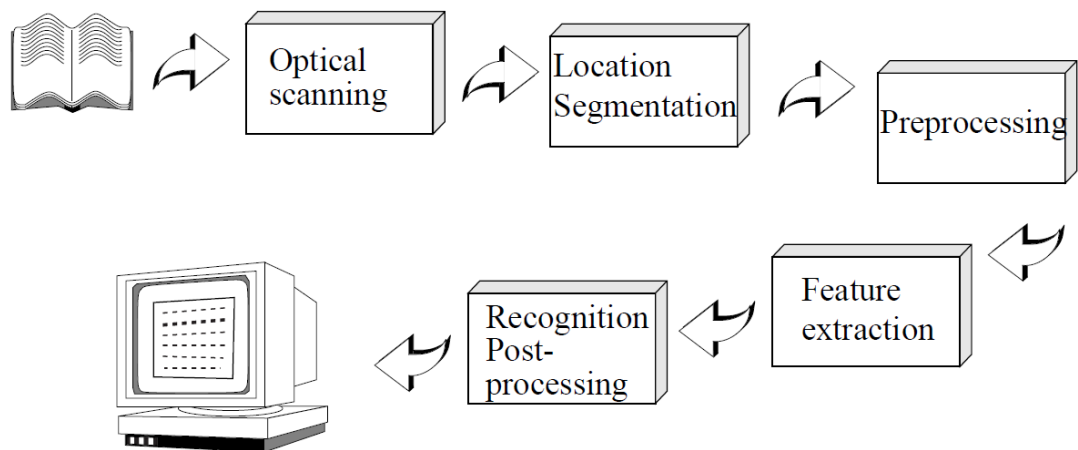 Optical
scanning
Location
Segmentation
Preprocessing
Feature
extraction
Recognition
Post-
processing